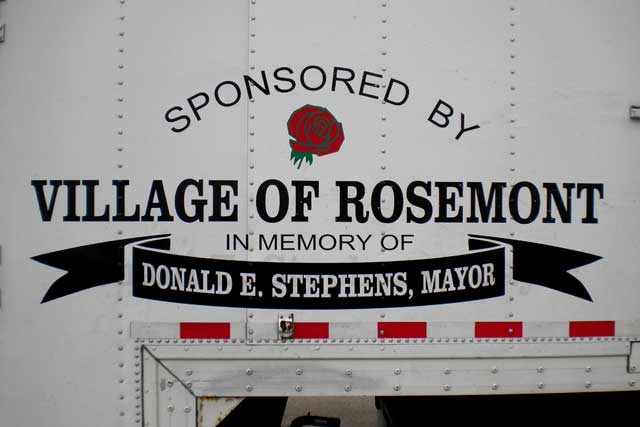 SPONSORED BY
VILLAGE OF ROSEMONT
IN MEMORY OF
DONALD E. STEPHENS, MAYOR